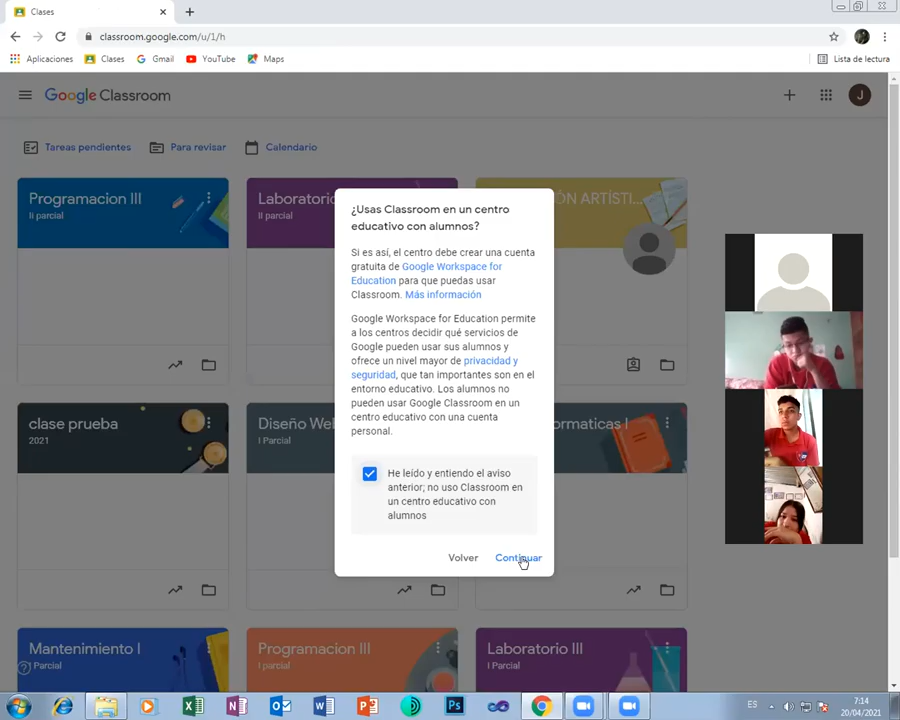 Clases
classroom.google.com/u/1/h
Aplicaciones
Clases
Gmail
YouTube
Maps
Lista de lectura
Google Classroom
J
Tareas pendientes
Para revisar
Calendario
Programacion III
Ii parcial
Laborato
II parcial
ÓN ARTÍSTI...
¿Usas Classroom en un centro
educativo con alumnos?
Si es así, el centro debe crear una cuenta
gratuita de Google Workspace for
Education para que puedas usar
Classroom. Más información
Google Workspace for Education permite
a los centros decidir qué servicios de
Google pueden usar sus alumnos y
ofrece un nivel mayor de privacidad y
seguridad, que tan importantes son en el
entorno educativo. Los alumnos no
pueden usar Google Classroom en un
centro educativo con una cuenta
personal.
He leído y entiendo el aviso
anterior; no uso Classroom en
un centro educativo con
alumnos
Volver
Continuar
clase prueba
2021
Diseño We
I Parcial
ormaticas I
Mantenimiento I
Parcial
Programacion III
I parcial
Laboratorio III
I Parcial
ES
7:14
20/04/2021